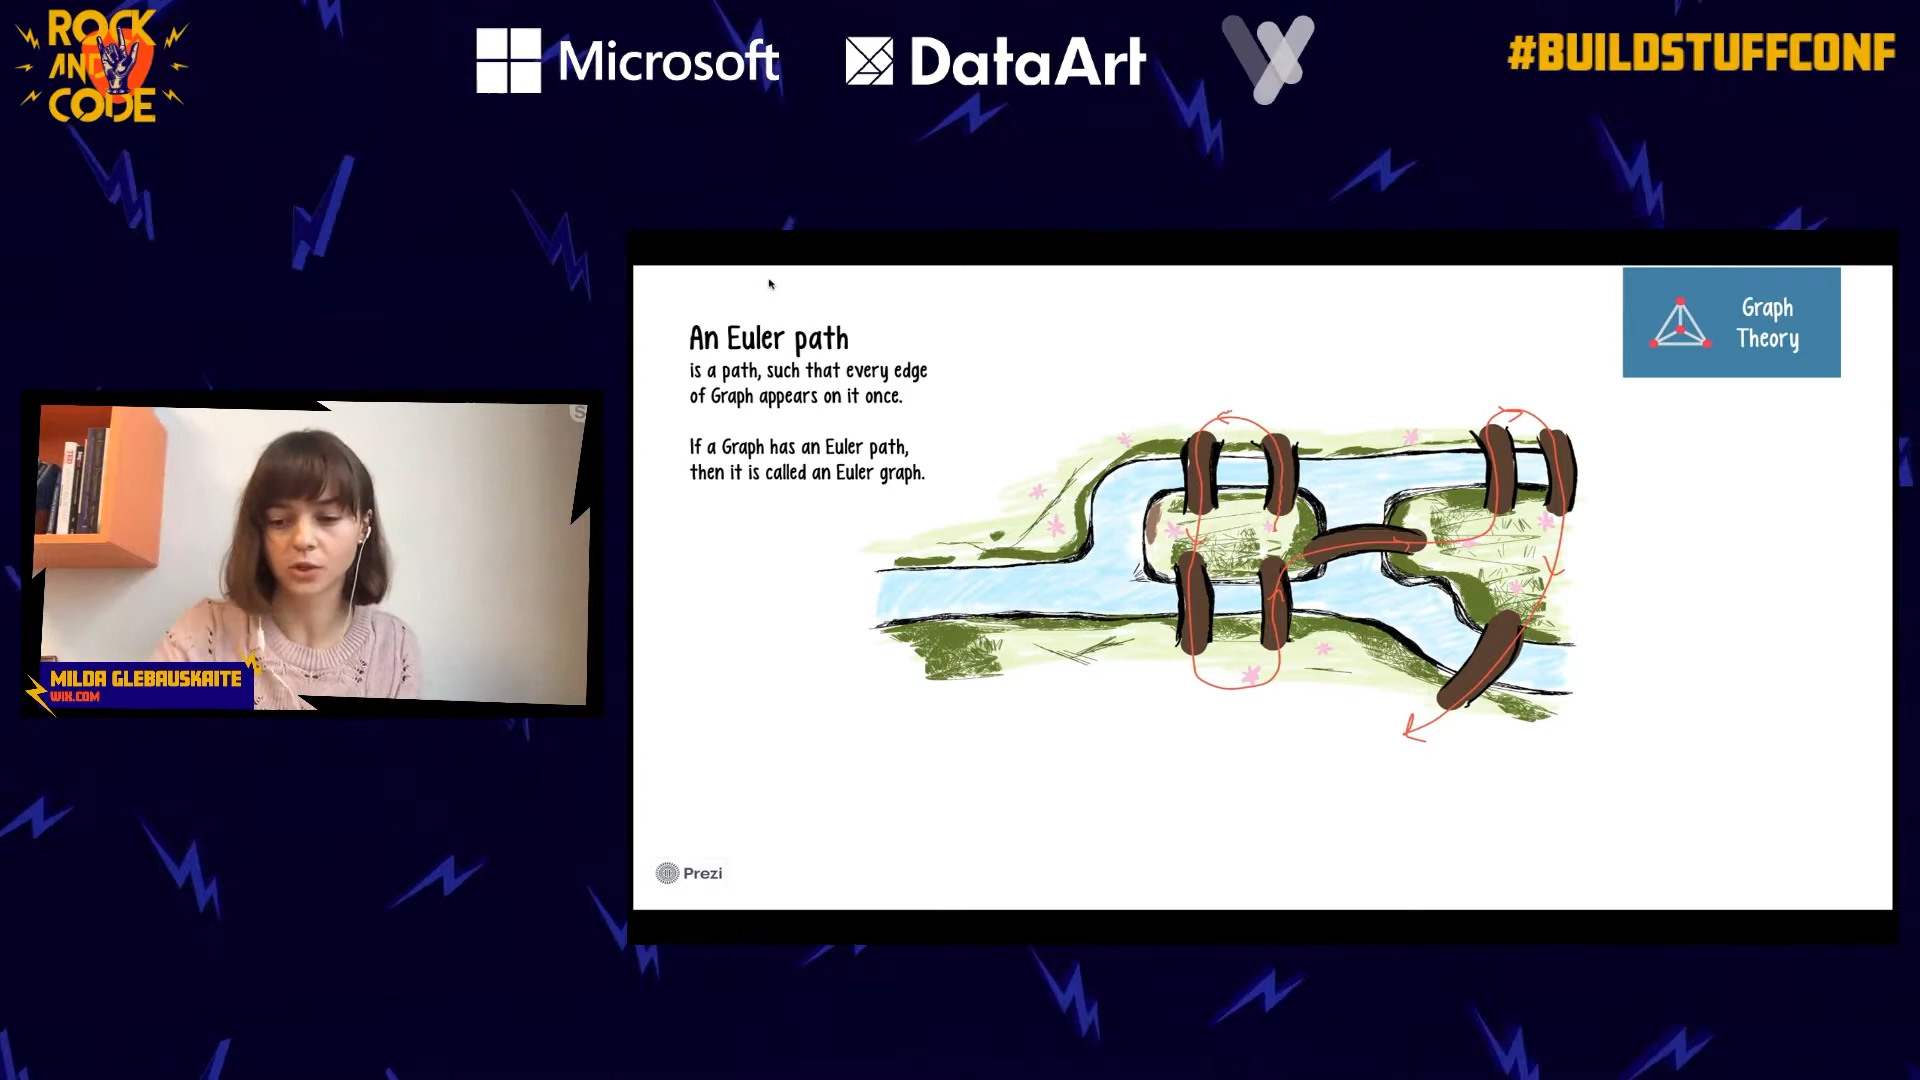 ROCK
AND
CODE
Microsoft
DataArt
#BUILDSTUFFCONF
An Euler path
is a path, such that every edge
of Graph appears on it once.
If a Graph has an Euler path,
then it is called an Euler graph.
Graph
Theory
S
TED
MILDA GLEBAUSKAITE
WIX.COM
Prezi